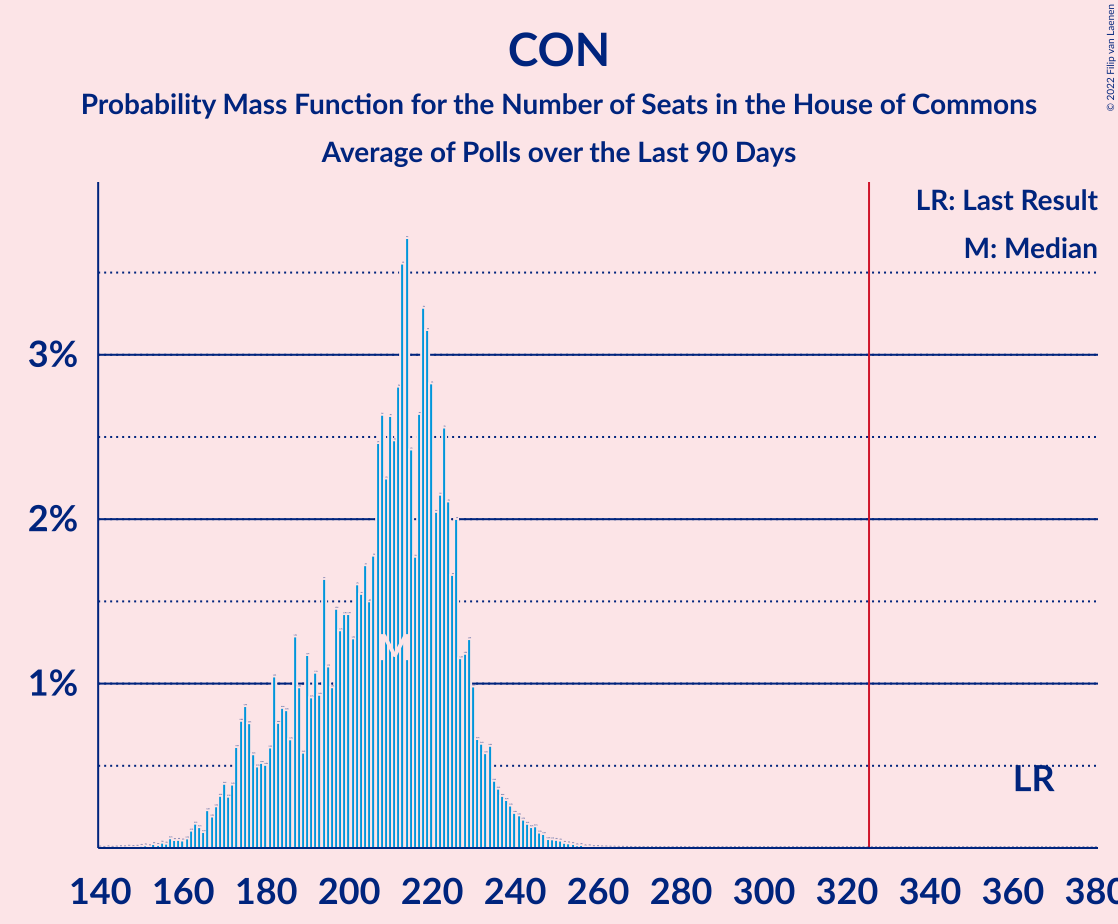 CON
Probability Mass Function for the Number of Seats in the House of Commons
Average of Polls over the Last 90 Days
© 2022 Filip van Laenen
LR: Last Result
M: Median
3%
2%
1%
M
LR
140 160 180 200 220 240 260 280 300 320 340 360 380